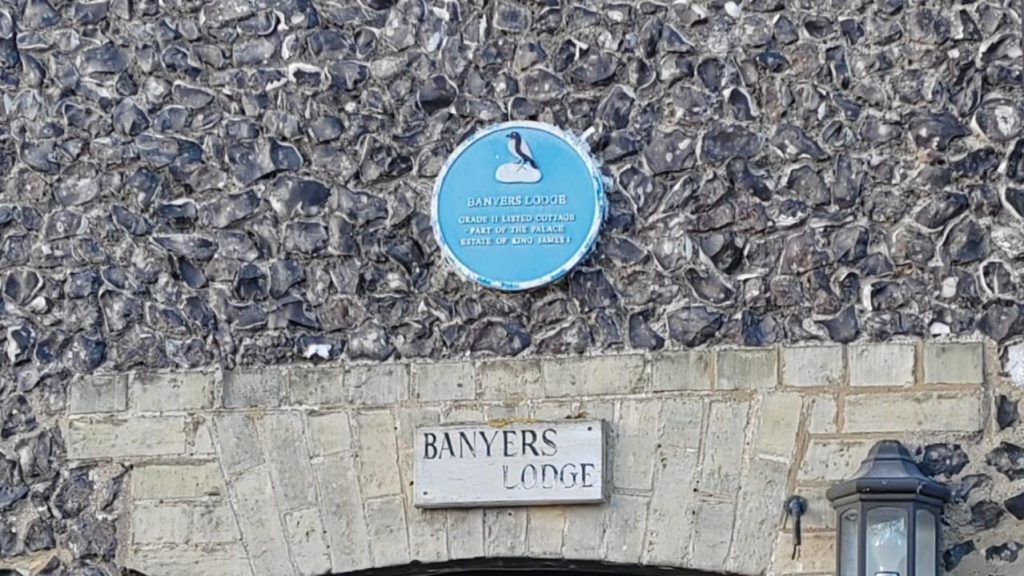 BANYERS LODGE
GRADE II LISTED COTTAGE
- PART OF THE PALACE
ESTATE OF KING JAMES I
BANYERS
LODGE